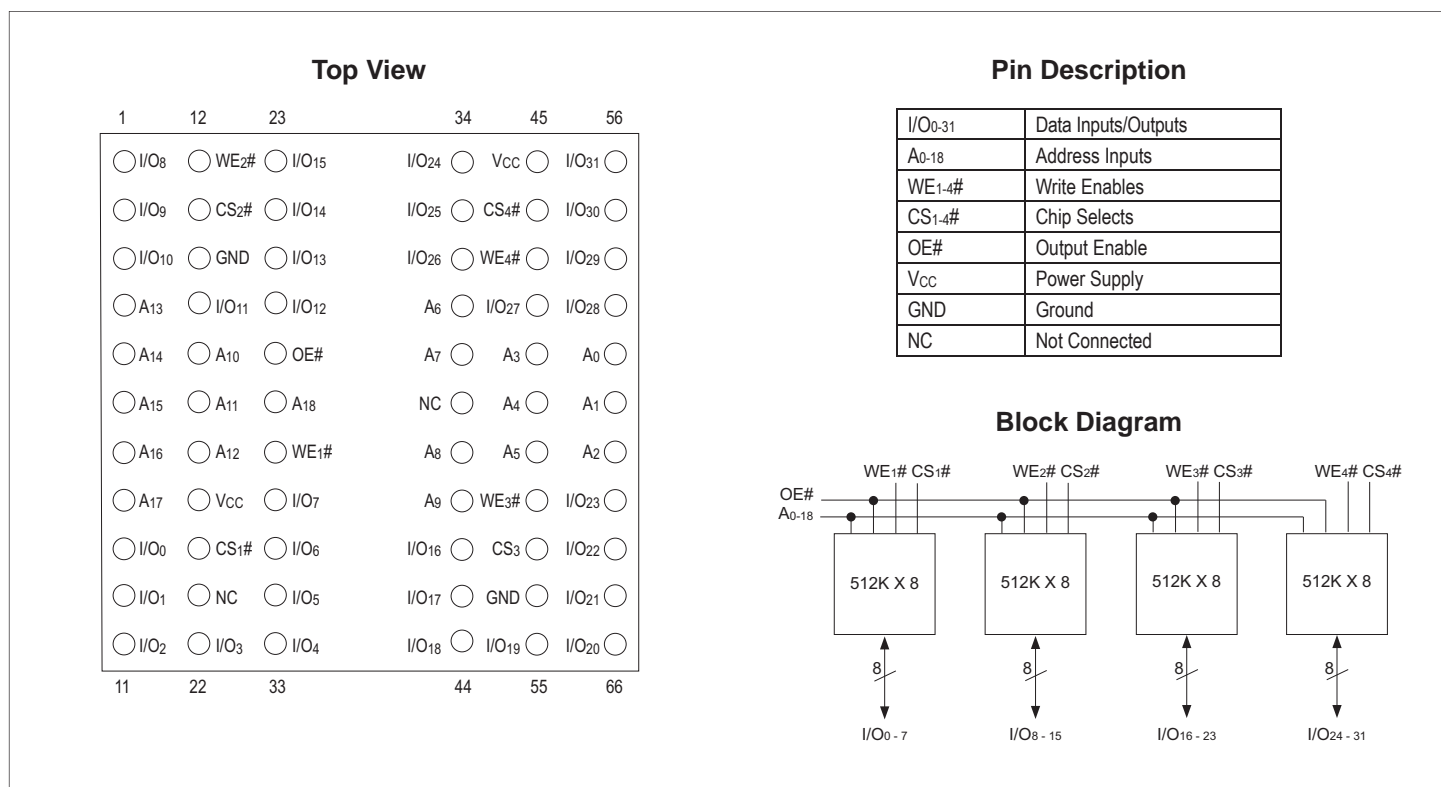 Top View
1 12 23 34 45 56
I/O8 WE2# I/O15 I/O24 VCC I/O31
I/O9 CS2# I/O14 I/O25 CS4# I/O30
I/O10 GND I/O13 I/O26 WE4# I/O29
A13 I/O11 I/O12 A6 I/O27 I/O28
A14 A10 OE# A7 A3 A0
A15 A11 A18 NC A4 A1
A16 A12 WE1# A8 A5 A2
A17 VCC I/O7 A9 WE3# I/O23
I/O0 CS1# I/O6 I/O16 CS3 I/O22
I/O1 NC I/O5 I/O17 GND I/O21
I/O2 I/O3 I/O4 I/O18 I/O19 I/O20
11 22 33 44 55 66
Pin Description
I/O0-31 Data Inputs/Outputs
A0-18 Address Inputs
WE1-4# Write Enables
CS1-4# Chip Selects
OE# Output Enable
VCC Power Supply
GND Ground
NC Not Connected
Block Diagram
WE1# CS1# WE2# CS2# WE3# CS3# WE4# CS4#
OE#
A0-18
512K X 8 512K X 8 512K X 8 512K X 8
8 8 8 8
I/O0 - 7 I/O8 - 15 I/O16 - 23 I/O24 - 31